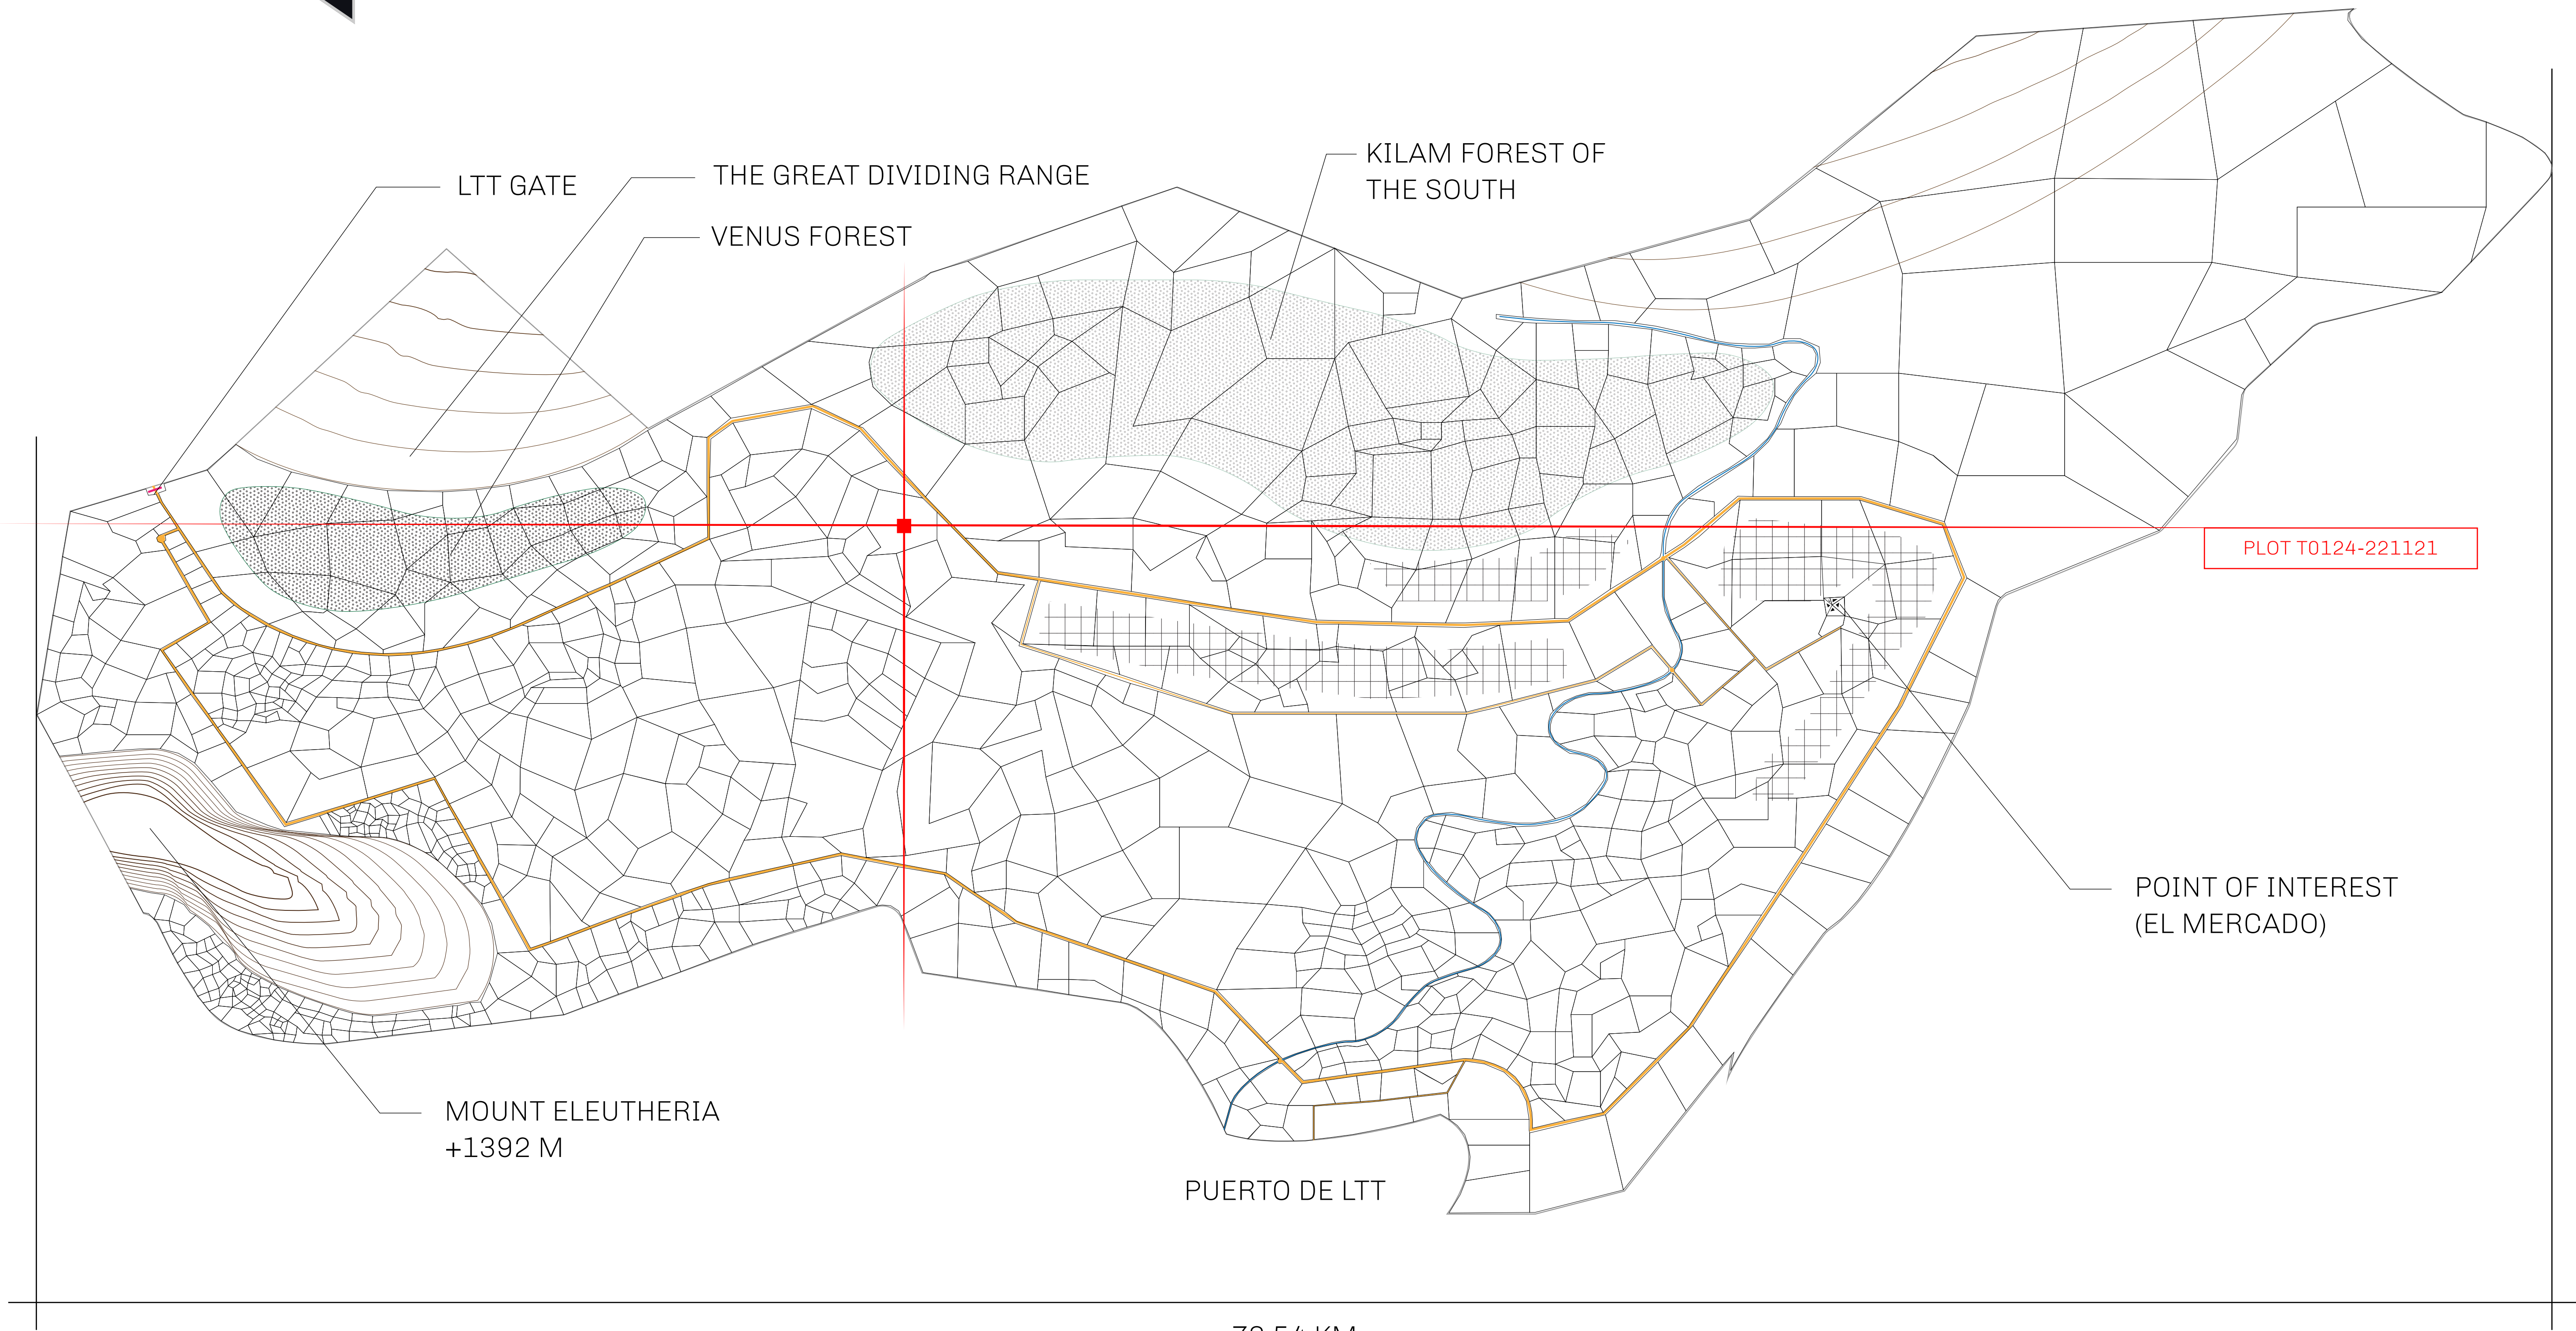 KILAM FOREST OF
THE SOUTH
THE GREAT DIVIDING RANGE
LTT GATE
VENUS FOREST
PLOT T0124-221121
POINT OF INTEREST
(EL MERCADO)
MOUNT ELEUTHERIA
+1392 M
PUERTO DE LTT
KM